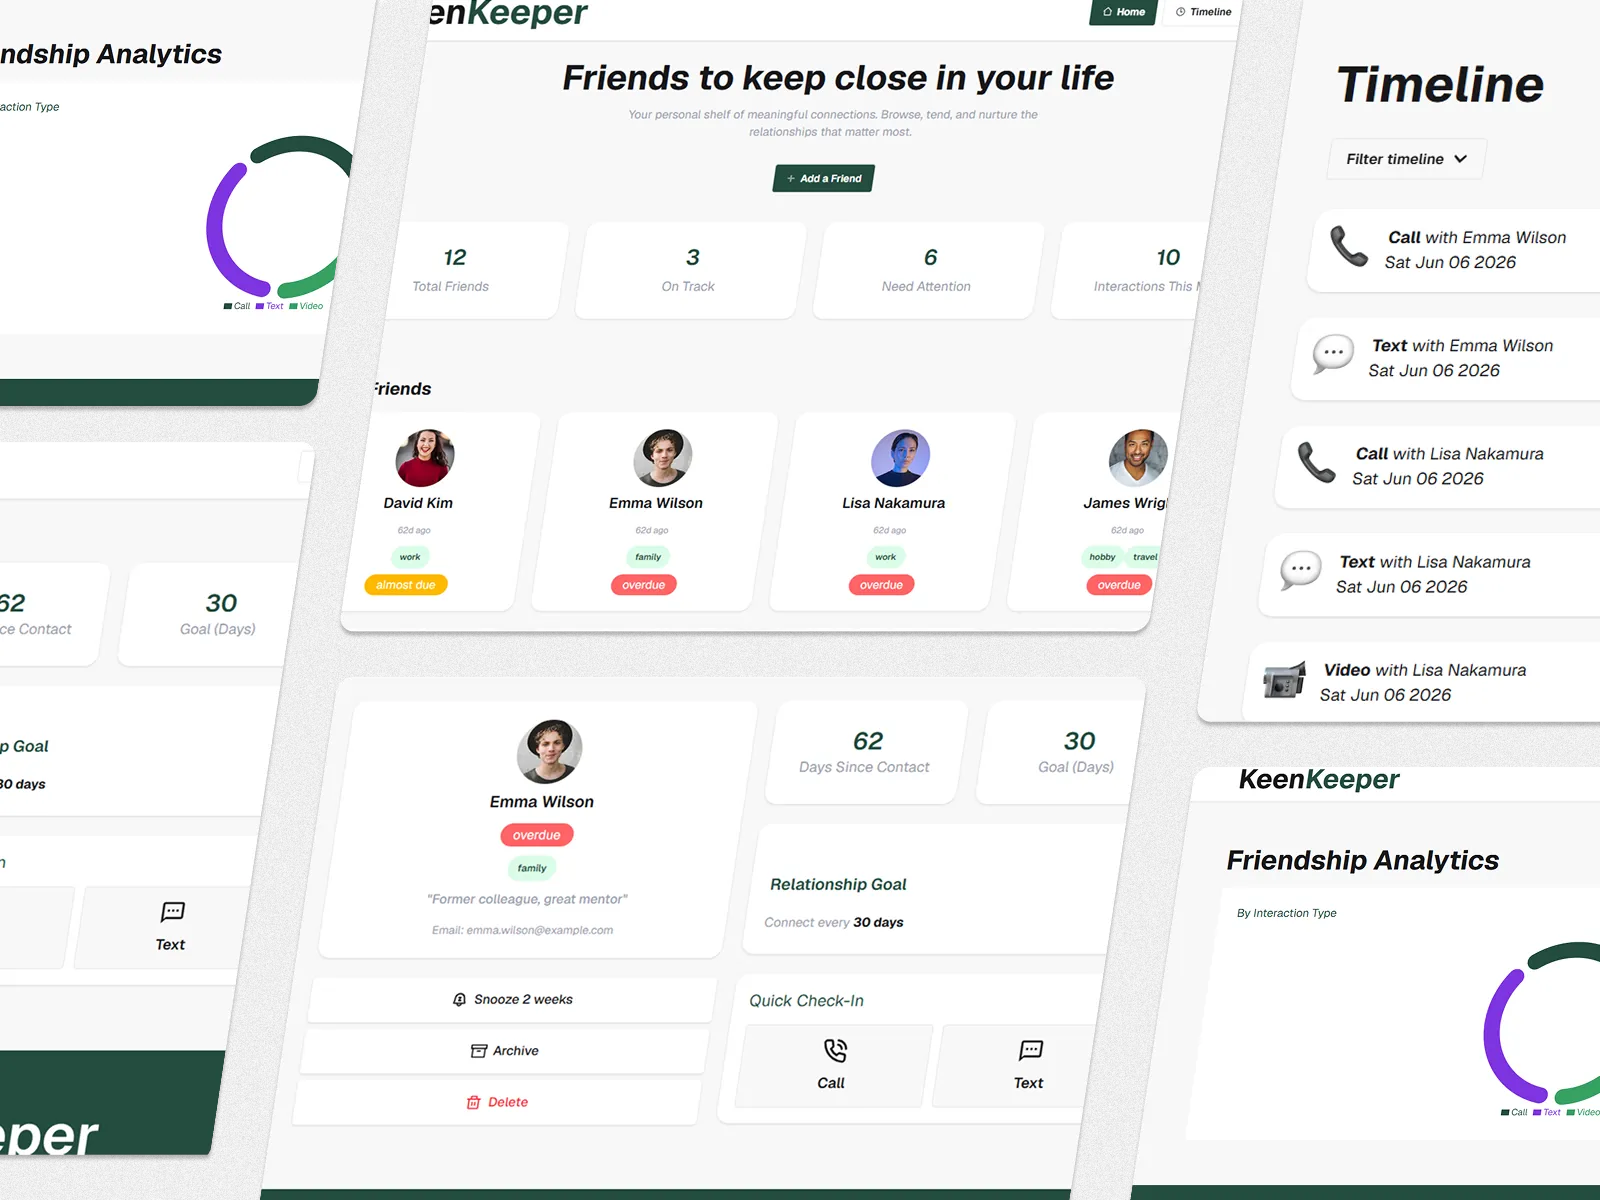 ndship Analytics
action Type
Call Text Video
62
ce Contact
30
Goal (Days)
p Goal
30 days
n
Text
eper
enKeeper
Home
Timeline
Friends to keep close in your life
Your personal shelf of meaningful connections. Browse, tend, and nurture the
relationships that matter most.
+ Add a Friend
12
Total Friends
3
On Track
6
Need Attention
10
Interactions This M
Friends
David Kim
62d ago
work
almost due
Emma Wilson
62d ago
family
overdue
Lisa Nakamura
62d ago
work
overdue
James Wrig
62d ago
hobby travel
overdue
Emma Wilson
overdue
family
"Former colleague, great mentor"
Email: emma.wilson@example.com
Snooze 2 weeks
Archive
Delete
62
Days Since Contact
30
Goal (Days)
Relationship Goal
Connect every 30 days
Quick Check-In
Call
Text
Timeline
Filter timeline
Call with Emma Wilson
Sat Jun 06 2026
Text with Emma Wilson
Sat Jun 06 2026
Call with Lisa Nakamura
Sat Jun 06 2026
Text with Lisa Nakamura
Sat Jun 06 2026
Video with Lisa Nakamura
Sat Jun 06 2026
KeenKeeper
Friendship Analytics
By Interaction Type
Call Text Video